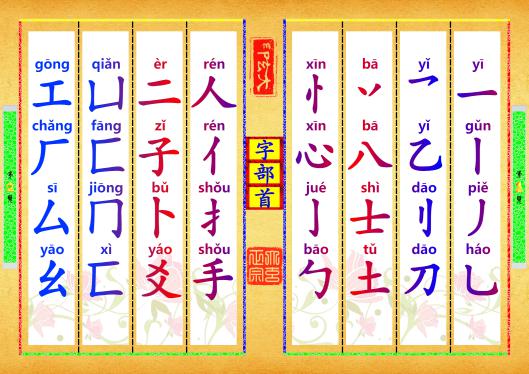 yī
一
gǔn
丨
piě
丿
háo
乚
yǐ
乛
yǐ
乙
dāo
刂
dāo
刀
bā
丷
bā
八
shì
士
tǔ
土
xīn
忄
xīn
心
jué
亅
bāo
勹
字部首
rén
人
rén
亻
shǒu
扌
shǒu
手
èr
二
zǐ
子
bǔ
卜
yáo
爻
qiǎn
凵
fāng
匚
jiōng
冂
xì
匸
gōng
工
chǎng
厂
sī
厶
yāo
幺